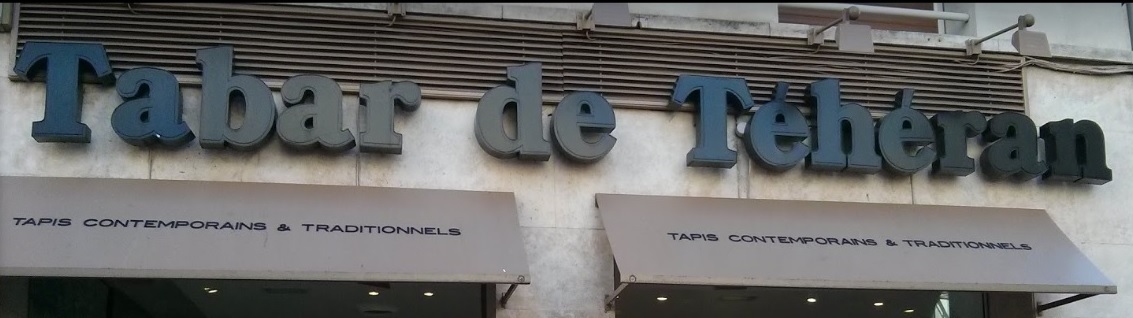 Tabar de Téhéran
TAPIS CONTEMPORAINS & TRADITIONNELS
TAPIS CONTEMPORAINS & TRADITIONNELS